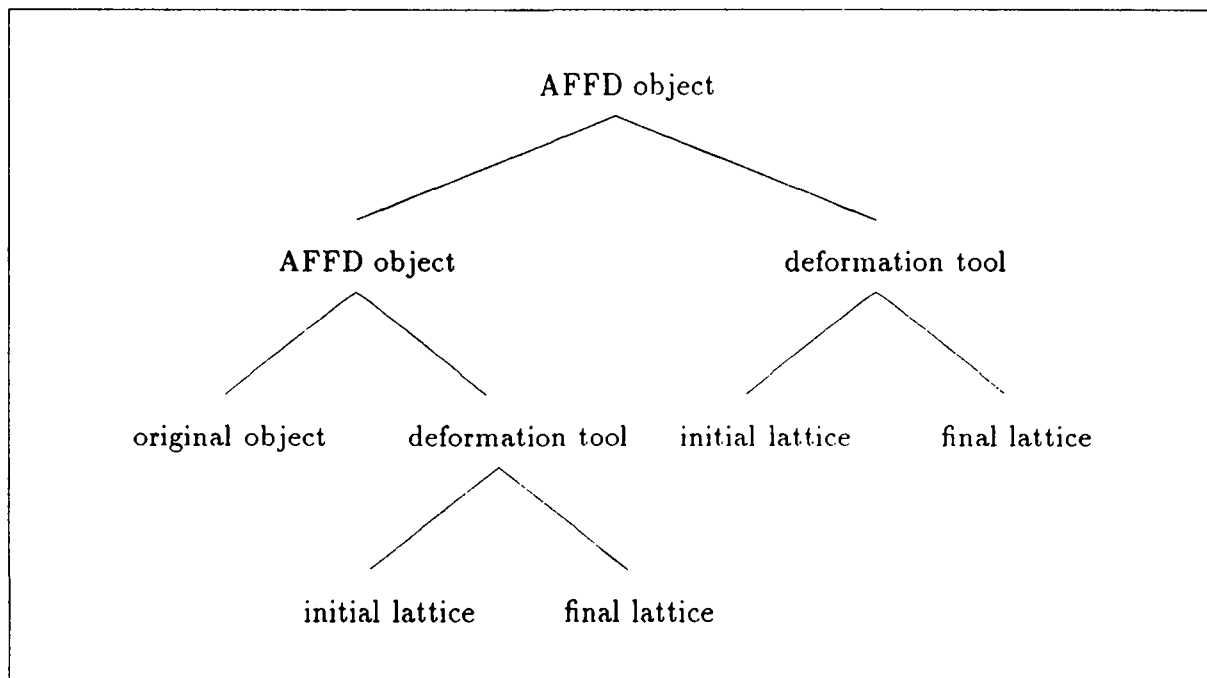 AFFD object
AFFD object
deformation tool
original object
deformation tool
initial lattice
final lattice
initial lattice
final lattice